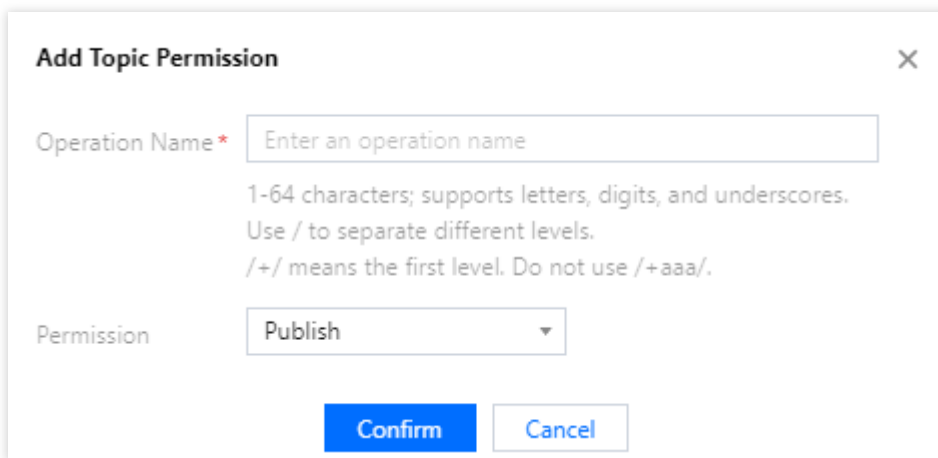 Add Topic Permission
Operation Name* Enter an operation name
1-64 characters; supports letters, digits, and underscores.
Use / to separate different levels.
/+/ means the first level. Do not use /+aaa/.
Permission Publish
Confirm Cancel